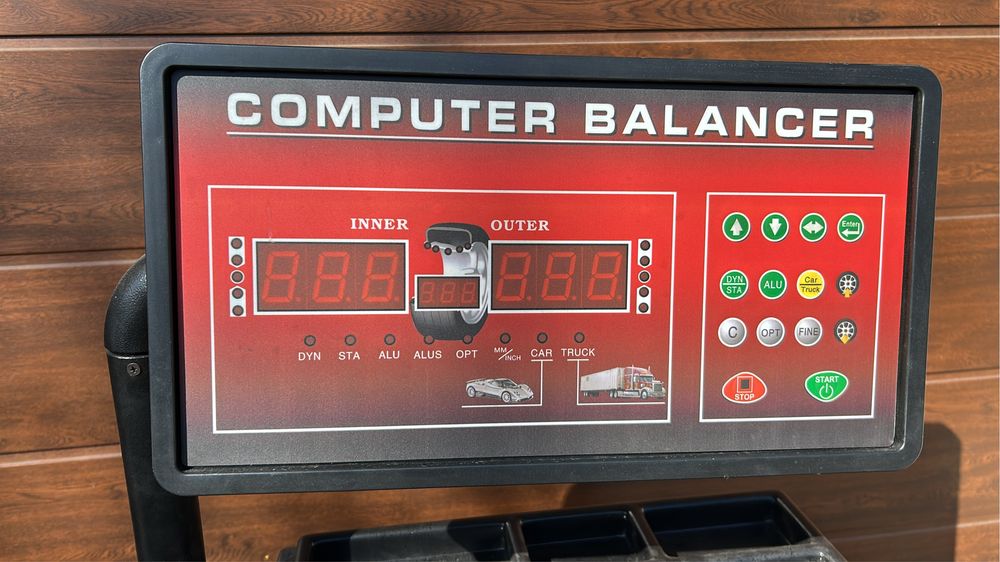 COMPUTER BALANCER
INNER OUTER
DYN STA ALU ALUS OPT MM/INCH CAR TRUCK
Enter
DYN
STA
ALU
Car
Truck
C OPT FINE
STOP
START